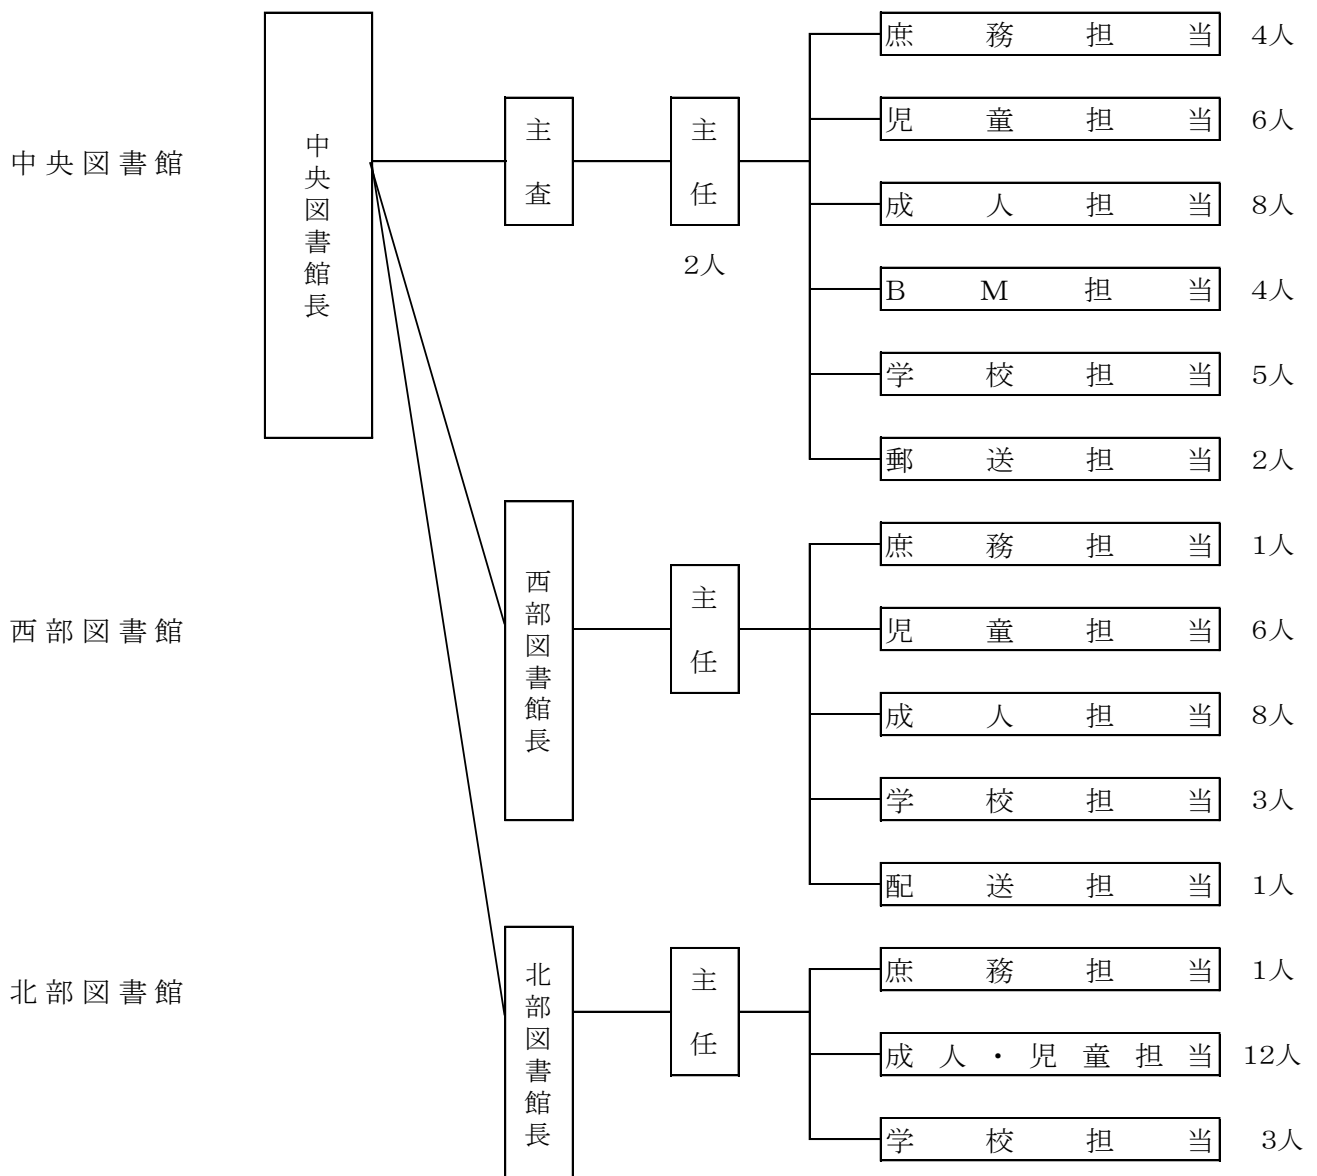 中央図書館
中央図書館長
主査
主任
2人
庶務担当 4人
児童担当 6人
成人担当 8人
BM担当 4人
学校担当 5人
郵送担当 2人
西部図書館
西部図書館長
主任
庶務担当 1人
児童担当 6人
成人担当 8人
学校担当 3人
配送担当 1人
北部図書館
北部図書館長
主任
庶務担当 1人
成人・児童担当 12人
学校担当 3人